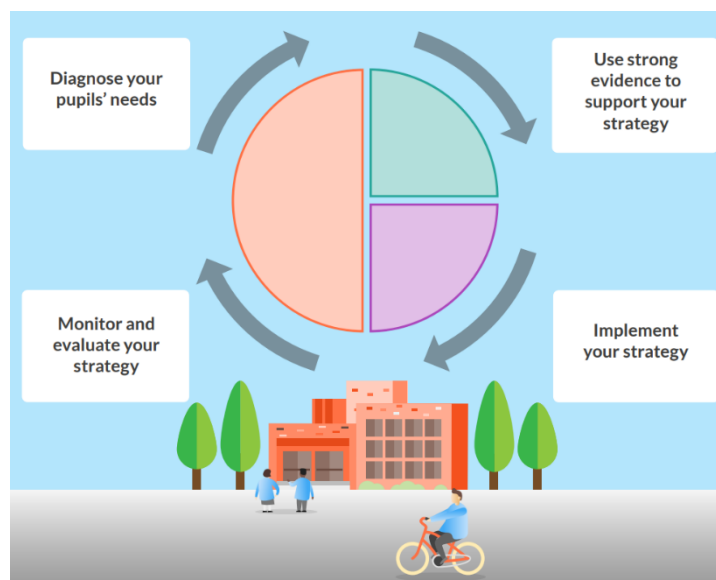 Diagnose your
pupils' needs
Use strong
evidence to
support your
strategy
Monitor and
evaluate your
strategy
Implement
your strategy